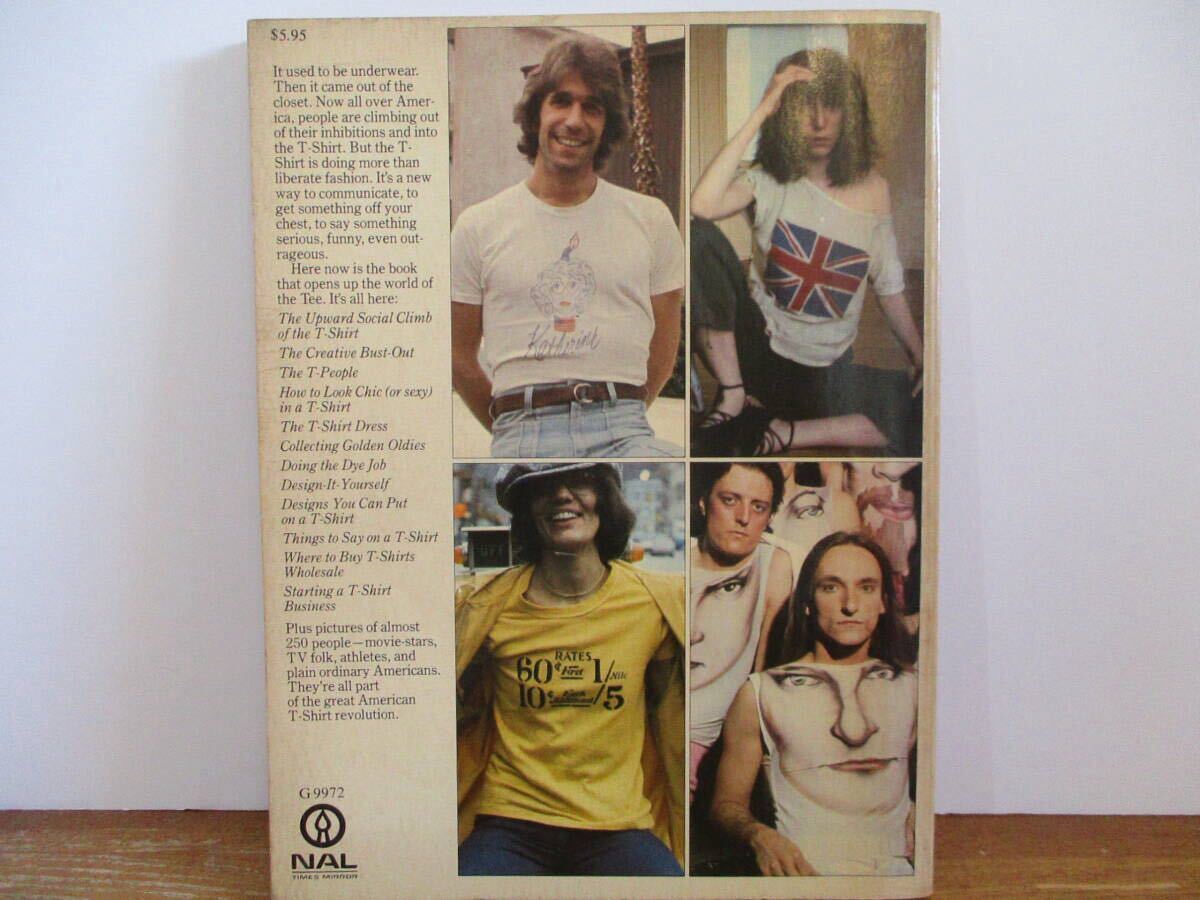 $5.95
It used to be underwear.
Then it came out of the
closet. Now all over Amer-
ica, people are climbing out
of their inhibitions and into
the T-Shirt. But the T-
Shirt is doing more than
liberate fashion. It's a new
way to communicate, to
get something off your
chest, to say something
serious, funny, even out-
rageous.
Here now is the book
that opens up the world of
the Tee. It's all here:
The Upward Social Climb
of the T-Shirt
The Creative Bust-Out
The T-People
How to Look Chic (or sexy)
in a T-Shirt
The T-Shirt Dress
Collecting Golden Oldies
Doing the Dye Job
Design-It-Yourself
Designs You Can Put
on a T-Shirt
Things to Say on a T-Shirt
Where to Buy T-Shirts
Wholesale
Starting a T-Shirt
Business
Plus pictures of almost
250 people—movie-stars,
TV folk, athletes, and
plain ordinary Americans.
They're all part
of the great American
T-Shirt revolution.
G 9972
NAL
TIMES MIRROR
Katherine
OFF
RATES
60¢ First 1/ Mile
10¢ Each Additional /5